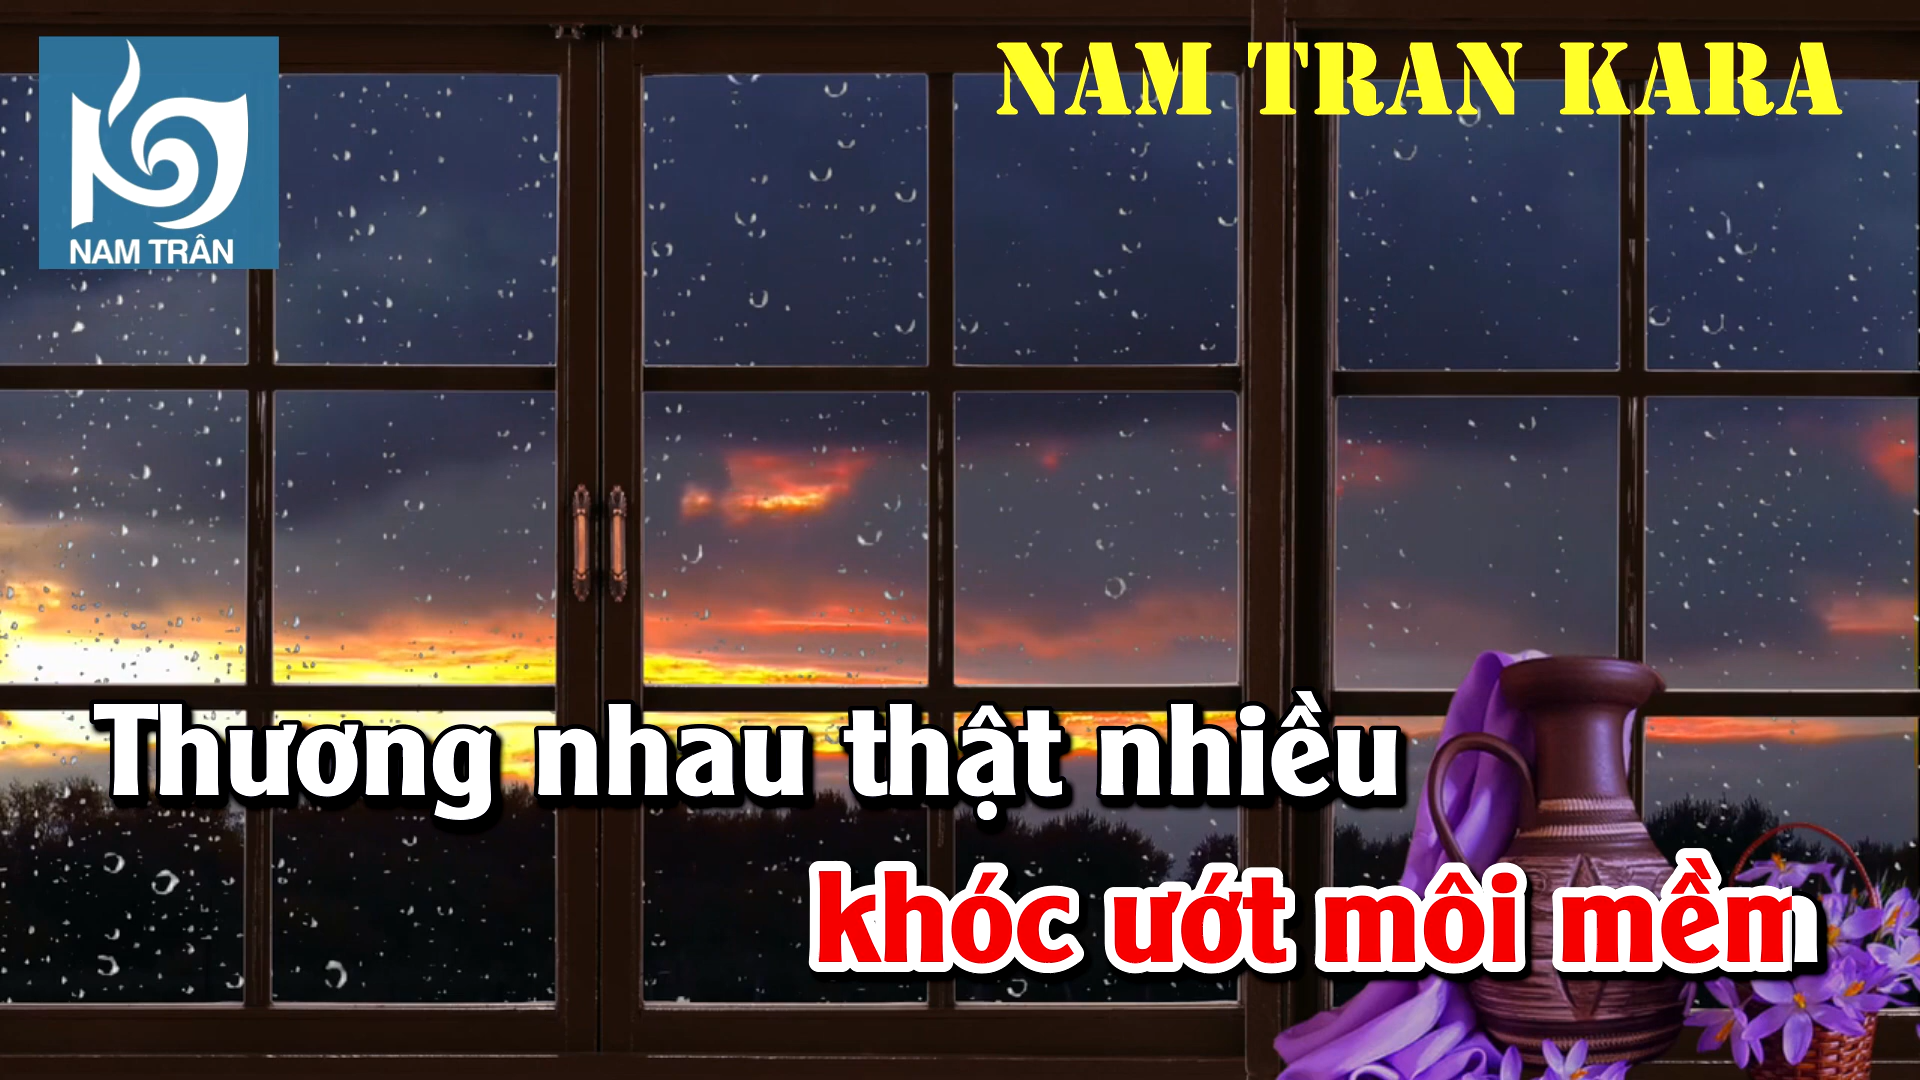 NAM TRAN KARA
NAM TRÂN
Thương nhau thật nhiều
khóc ướt môi mềm